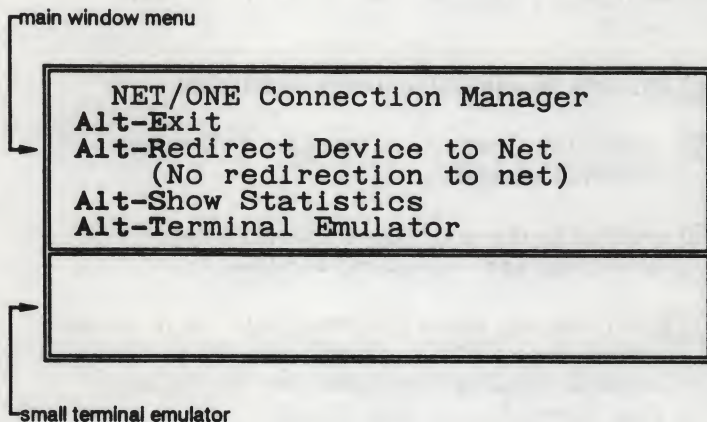 main window menu
NET/ONE Connection Manager
Alt-Exit
Alt-Redirect Device to Net
(No redirection to net)
Alt-Show Statistics
Alt-Terminal Emulator
small terminal emulator